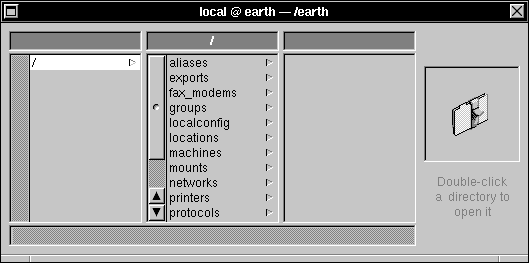 local @ earth — /earth
/
/
aliases
exports
fax_modems
groups
localconfig
locations
machines
mounts
networks
printers
protocols
Double-click
a directory to
open it